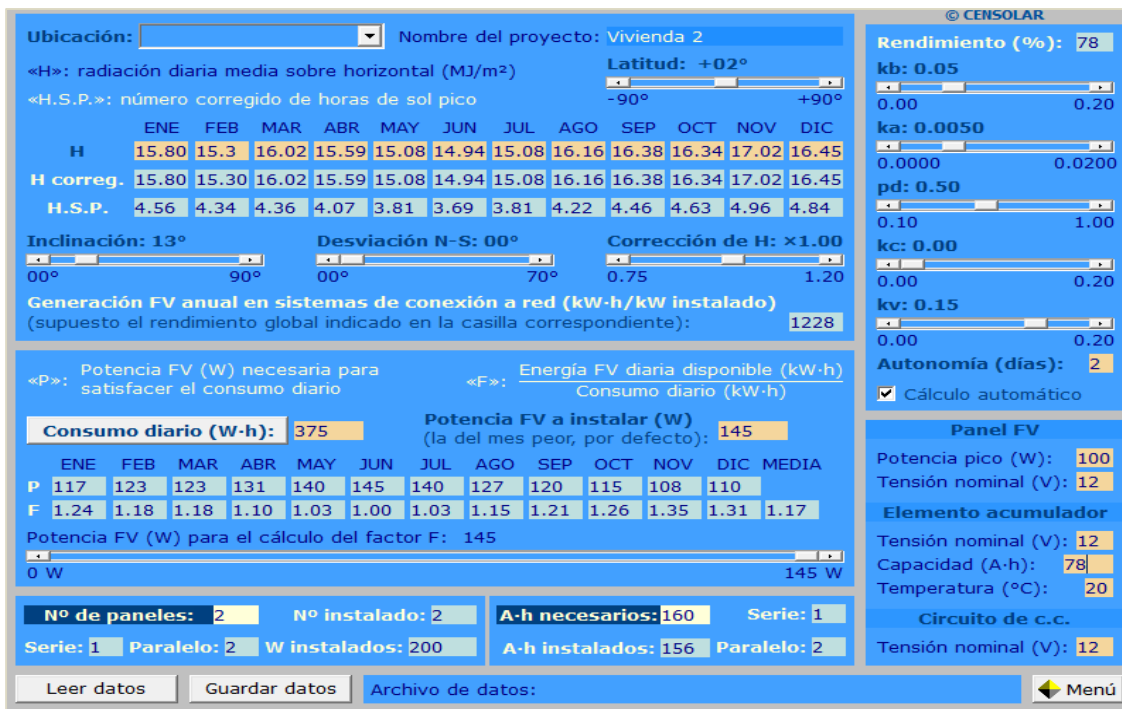 © CENSOLAR
Ubicación: Nombre del proyecto: Vivienda 2
«H»: radiación diaria media sobre horizontal (MJ/m²) Latitud: +02°
«H.S.P.»: número corregido de horas de sol pico -90° +90°
ENE FEB MAR ABR MAY JUN JUL AGO SEP OCT NOV DIC
H 15.80 15.3 16.02 15.59 15.08 14.94 15.08 16.16 16.38 16.34 17.02 16.45
H correg. 15.80 15.30 16.02 15.59 15.08 14.94 15.08 16.16 16.38 16.34 17.02 16.45
H.S.P. 4.56 4.34 4.36 4.07 3.81 3.69 3.81 4.22 4.46 4.63 4.96 4.84
Inclinación: 13° Desviación N-S: 00° Corrección de H: ×1.00
00° 90° 00° 70° 0.75 1.20
Generación FV anual en sistemas de conexión a red (kW·h/kW instalado)
(supuesto el rendimiento global indicado en la casilla correspondiente): 1228
«P»: Potencia FV (W) necesaria para
satisfacer el consumo diario
«F»: Energía FV diaria disponible (kW·h)
Consumo diario (kW·h)
Consumo diario (W·h): 375
Potencia FV a instalar (W)
(la del mes peor, por defecto): 145
ENE FEB MAR ABR MAY JUN JUL AGO SEP OCT NOV DIC MEDIA
P 117 123 123 131 140 145 140 127 120 115 108 110
F 1.24 1.18 1.18 1.10 1.03 1.00 1.03 1.15 1.21 1.26 1.35 1.31 1.17
Potencia FV (W) para el cálculo del factor F: 145
0 W 145 W
Nº de paneles: 2 Nº instalado: 2
Serie: 1 Paralelo: 2 W instalados: 200
A·h necesarios: 160 Serie: 1
A·h instalados: 156 Paralelo: 2
Leer datos Guardar datos Archivo de datos:
Rendimiento (%): 78
kb: 0.05
0.00 0.20
ka: 0.0050
0.0000 0.0200
pd: 0.50
0.10 1.00
kc: 0.00
0.00 0.20
kv: 0.15
0.00 0.20
Autonomía (días): 2
Cálculo automático
Panel FV
Potencia pico (W): 100
Tensión nominal (V): 12
Elemento acumulador
Tensión nominal (V): 12
Capacidad (A·h): 78
Temperatura (°C): 20
Circuito de c.c.
Tensión nominal (V): 12
Menú